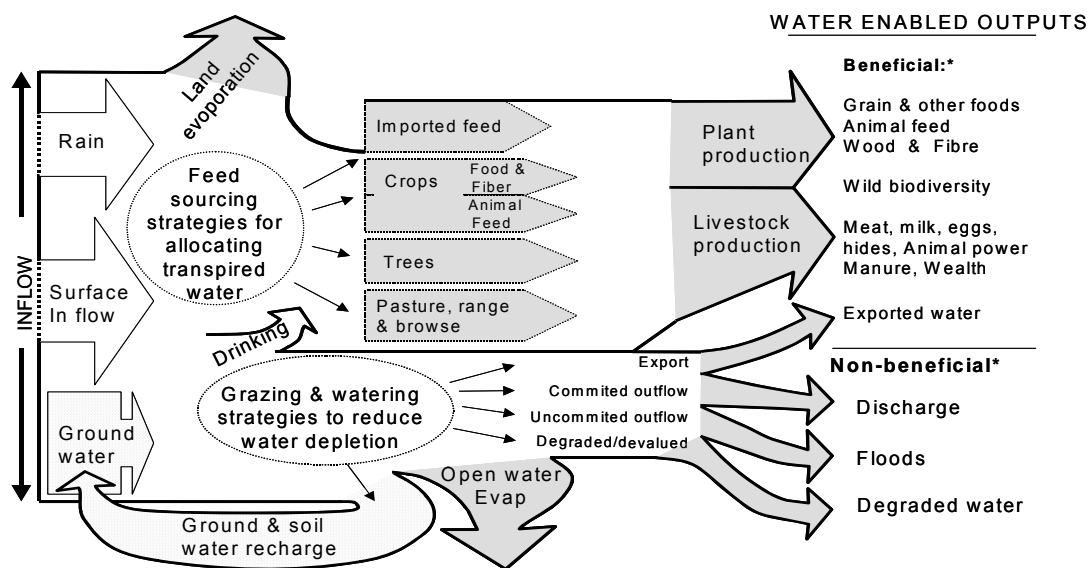 WATER ENABLED OUTPUTS
Beneficial:*
Grain & other foods
Animal feed
Wood & Fibre
Wild biodiversity
Meat, milk, eggs,
hides, Animal power
Manure, Wealth
Exported water
Non-beneficial*
Discharge
Floods
Degraded water
INFLOW
Rain
Surface
In flow
Ground
water
Land
evoporation
Feed
sourcing
strategies for
allocating
transpired
water
Imported feed
Crops
Food &
Fiber
Animal
Feed
Trees
Pasture, range
& browse
Plant
production
Livestock
production
Drinking
Grazing & watering
strategies to reduce
water depletion
Export
Commited outflow
Uncommited outflow
Degraded/devalued
Open water
Evap
Ground & soil
water recharge